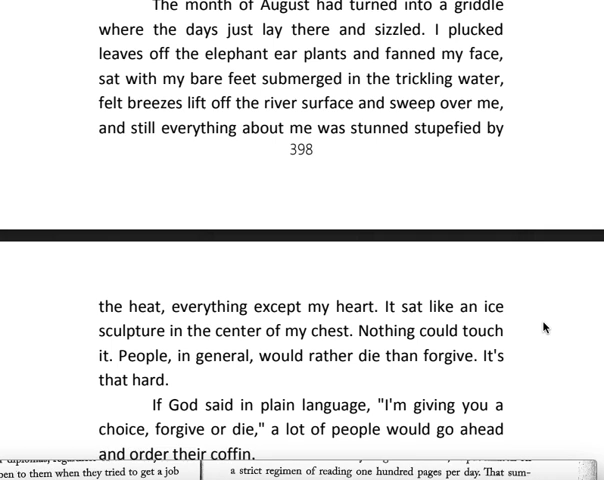 The month of August had turned into a griddle
where the days just lay there and sizzled. I plucked
leaves off the elephant ear plants and fanned my face,
sat with my bare feet submerged in the trickling water,
felt breezes lift off the river surface and sweep over me,
and still everything about me was stunned stupefied by
398
the heat, everything except my heart. It sat like an ice
sculpture in the center of my chest. Nothing could touch
it. People, in general, would rather die than forgive. It's
that hard.
If God said in plain language, "I'm giving you a
choice, forgive or die," a lot of people would go ahead
and order their coffin.
to them when they tried to get a job
a strict regimen of reading one hundred pages per day. That sum-